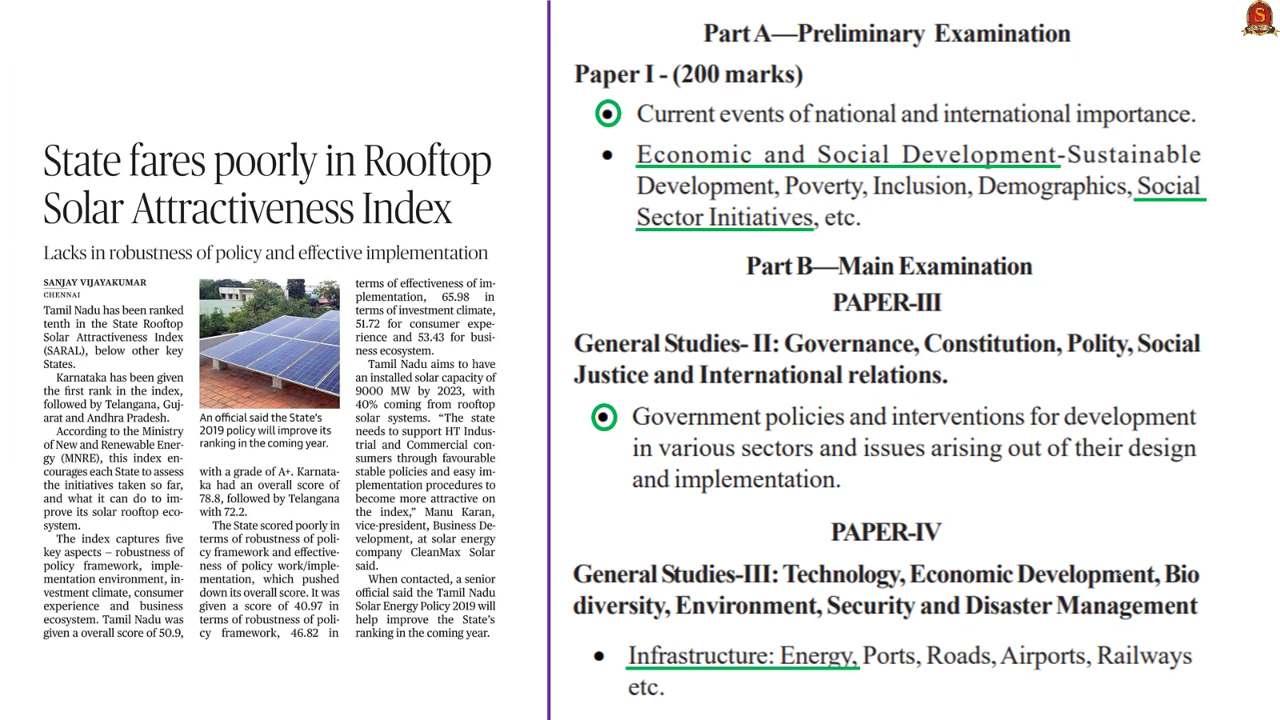 State fares poorly in Rooftop
Solar Attractiveness Index
Lacks in robustness of policy and effective implementation
SANJAY VIJAYAKUMAR
CHENNAI
Tamil Nadu has been ranked
tenth in the State Rooftop
Solar Attractiveness Index
(SARAL), below other key
States.
Karnataka has been given
the first rank in the index,
followed by Telangana, Guj-
arat and Andhra Pradesh.
According to the Ministry
of New and Renewable Ener-
gy (MNRE), this index en-
courages each State to assess
the initiatives taken so far,
and what it can do to im-
prove its solar rooftop eco-
system.
The index captures five
key aspects – robustness of
policy framework, imple-
mentation environment, in-
vestment climate, consumer
experience and business
ecosystem. Tamil Nadu was
given a overall score of 50.9,
An official said the State's
2019 policy will improve its
ranking in the coming year.
with a grade of A+. Karnata-
ka had an overall score of
78.8, followed by Telangana
with 72.2.
The State scored poorly in
terms of robustness of poli-
cy framework and effective-
ness of policy work/imple-
mentation, which pushed
down its overall score. It was
given a score of 40.97 in
terms of robustness of poli-
cy framework, 46.82 in
terms of effectiveness of im-
plementation, 65.98 in
terms of investment climate,
51.72 for consumer expe-
rience and 53.43 for busi-
ness ecosystem.
Tamil Nadu aims to have
an installed solar capacity of
9000 MW by 2023, with
40% coming from rooftop
solar systems. “The state
needs to support HT Indus-
trial and Commercial con-
sumers through favourable
stable policies and easy im-
plementation procedures to
become more attractive on
the index,” Manu Karan,
vice-president, Business De-
velopment, at solar energy
company CleanMax Solar
said.
When contacted, a senior
official said the Tamil Nadu
Solar Energy Policy 2019 will
help improve the State's
ranking in the coming year.
Part A—Preliminary Examination
Paper I - (200 marks)
• Current events of national and international importance.
• Economic and Social Development-Sustainable
Development, Poverty, Inclusion, Demographics, Social
Sector Initiatives, etc.
Part B—Main Examination
PAPER-III
General Studies- II: Governance, Constitution, Polity, Social
Justice and International relations.
• Government policies and interventions for development
in various sectors and issues arising out of their design
and implementation.
PAPER-IV
General Studies-III: Technology, Economic Development, Bio
diversity, Environment, Security and Disaster Management
• Infrastructure: Energy, Ports, Roads, Airports, Railways
etc.
S